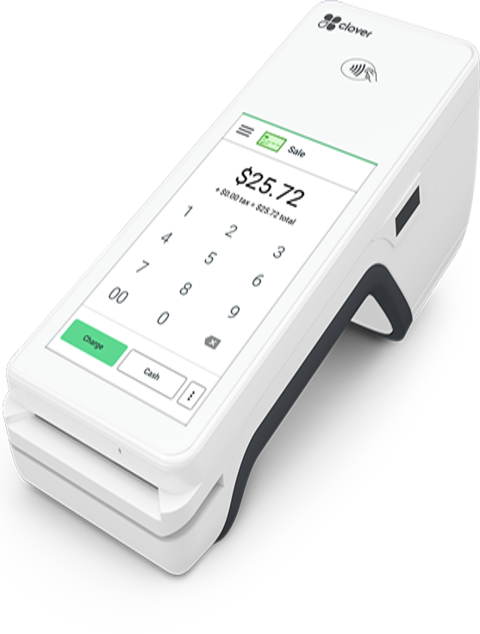 clover
Sale
$25.72
+ $0.00 tax = $25.72 total
1 2 3
4 5 6
7 8 9
00 0
Charge
Cash